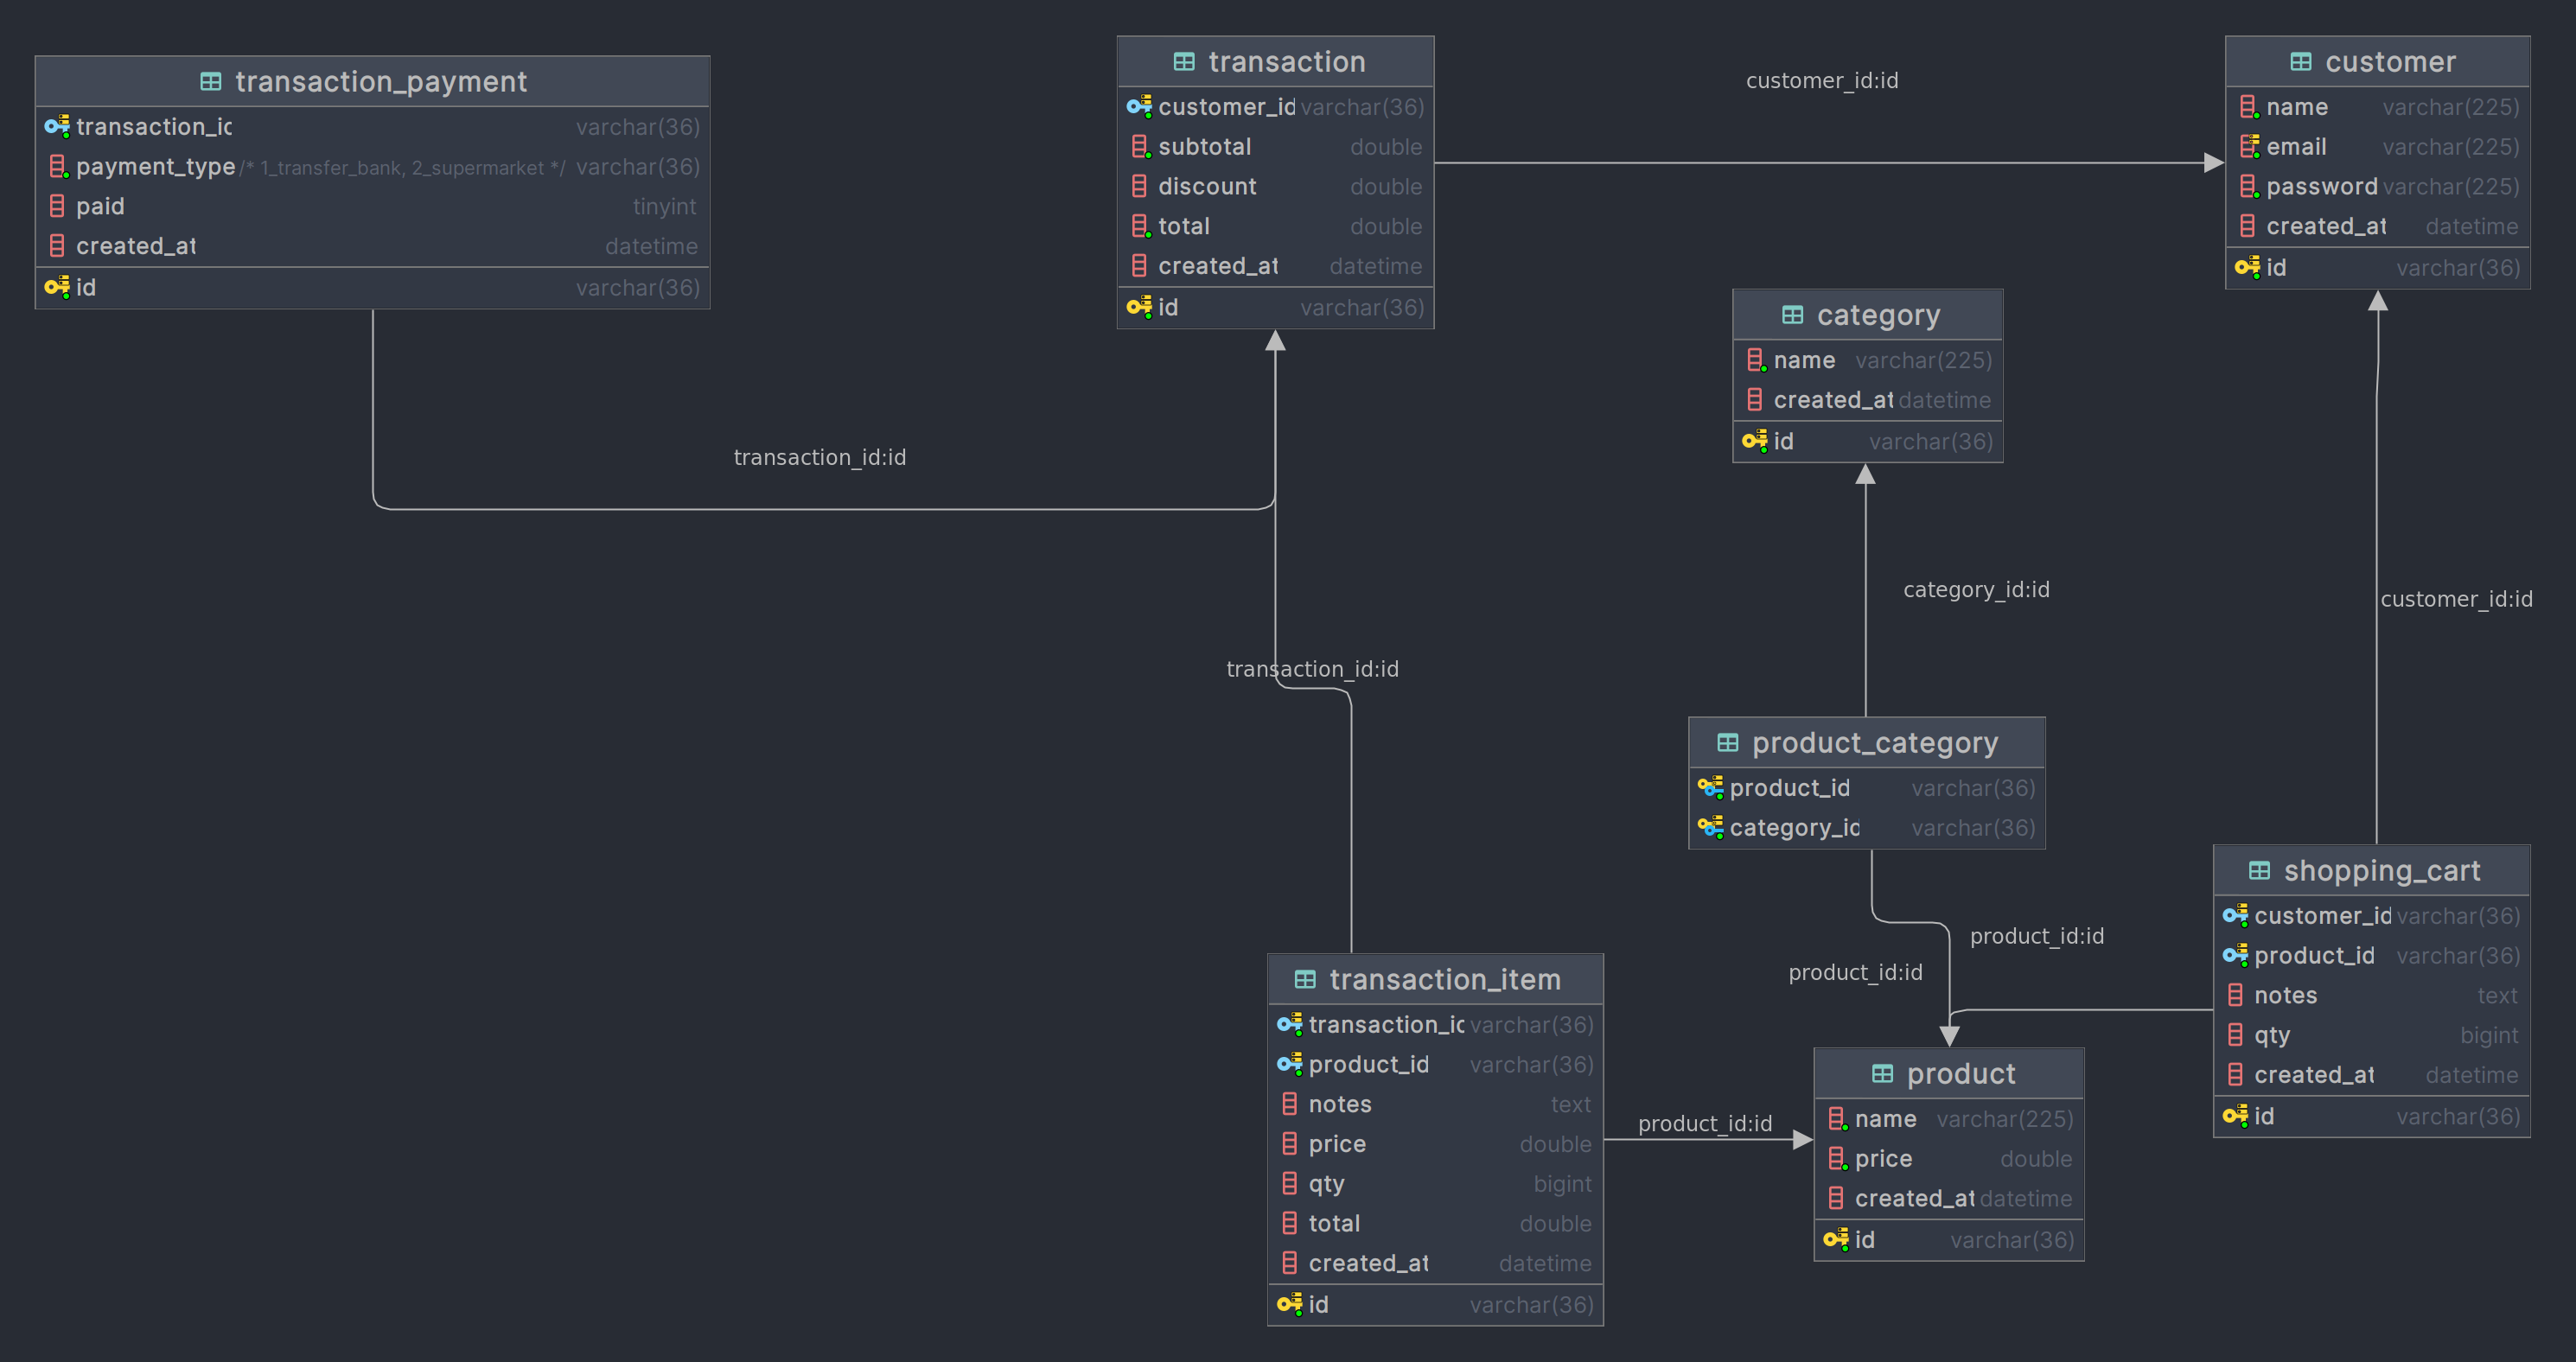 transaction_payment
transaction_ic varchar(36)
payment_type /* 1_transfer_bank, 2_supermarket */ varchar(36)
paid tinyint
created_at datetime
id varchar(36)
transaction
customer_id varchar(36)
subtotal double
discount double
total double
created_at datetime
id varchar(36)
customer_id:id
customer
name varchar(225)
email varchar(225)
password varchar(225)
created_at datetime
id varchar(36)
category
name varchar(225)
created_at datetime
id varchar(36)
transaction_id:id
category_id:id
customer_id:id
transaction_id:id
product_category
product_id varchar(36)
category_id varchar(36)
shopping_cart
customer_id varchar(36)
product_id varchar(36)
notes text
qty bigint
created_at datetime
id varchar(36)
product_id:id
product_id:id
transaction_item
transaction_ic varchar(36)
product_id varchar(36)
notes text
price double
qty bigint
total double
created_at datetime
id varchar(36)
product_id:id
product
name varchar(225)
price double
created_at datetime
id varchar(36)